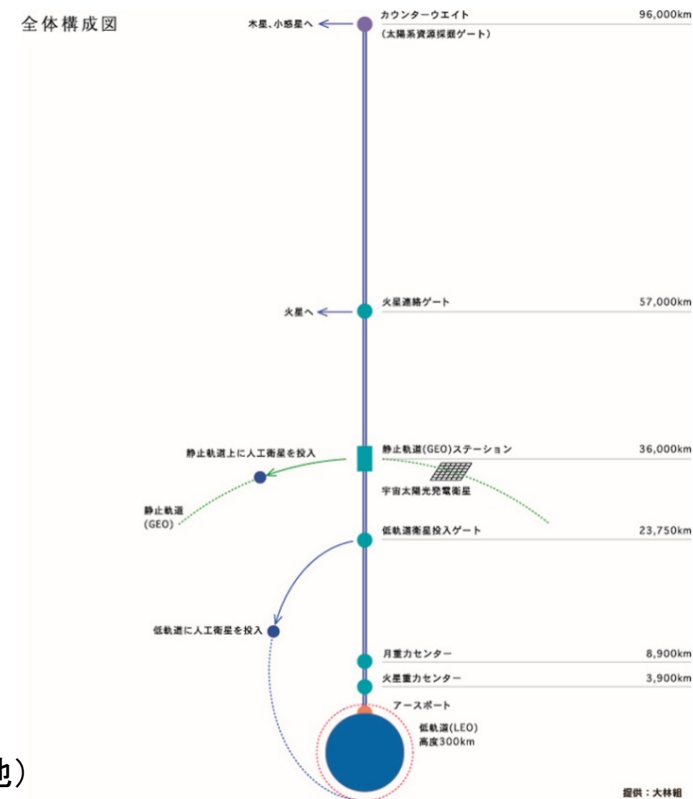 全体構成図
木星、小惑星へ
カウンターウエイト 96,000km
(太陽系資源採掘ゲート)
火星へ
火星連絡ゲート 57,000km
静止軌道上に人工衛星を投入
静止軌道(GEO)ステーション 36,000km
宇宙太陽光発電衛星
静止軌道
(GEO)
低軌道衛星投入ゲート 23,750km
低軌道に人工衛星を投入
月重力センター 8,900km
火星重力センター 3,900km
アースポート
低軌道(LEO)
高度300km
他)
提供:大林組